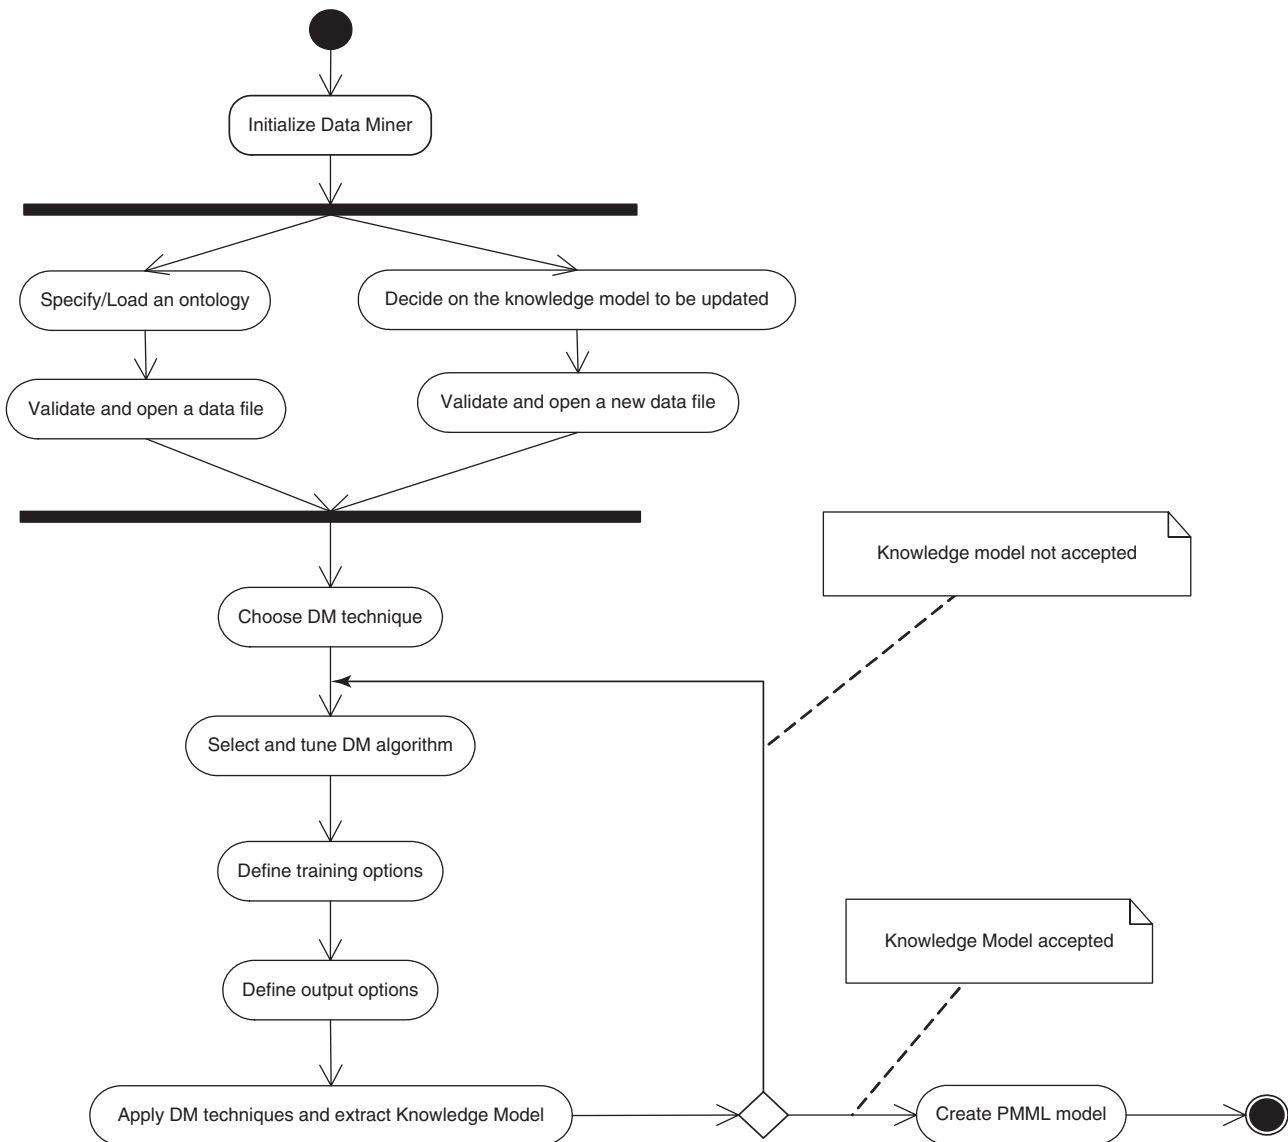 Initialize Data Miner
Specify/Load an ontology
Decide on the knowledge model to be updated
Validate and open a data file
Validate and open a new data file
Knowledge model not accepted
Choose DM technique
Select and tune DM algorithm
Define training options
Knowledge Model accepted
Define output options
Apply DM techniques and extract Knowledge Model
Create PMML model